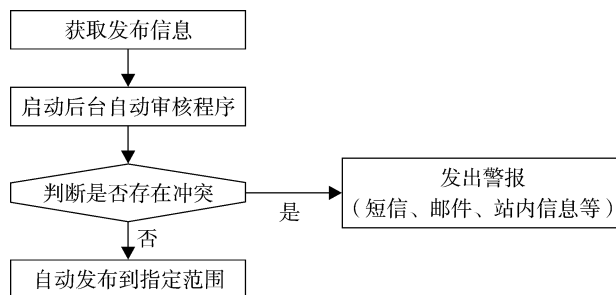 获取发布信息
启动后台自动审核程序
判断是否存在冲突
是
发出警报
（短信、邮件、站内信息等）
否
自动发布到指定范围